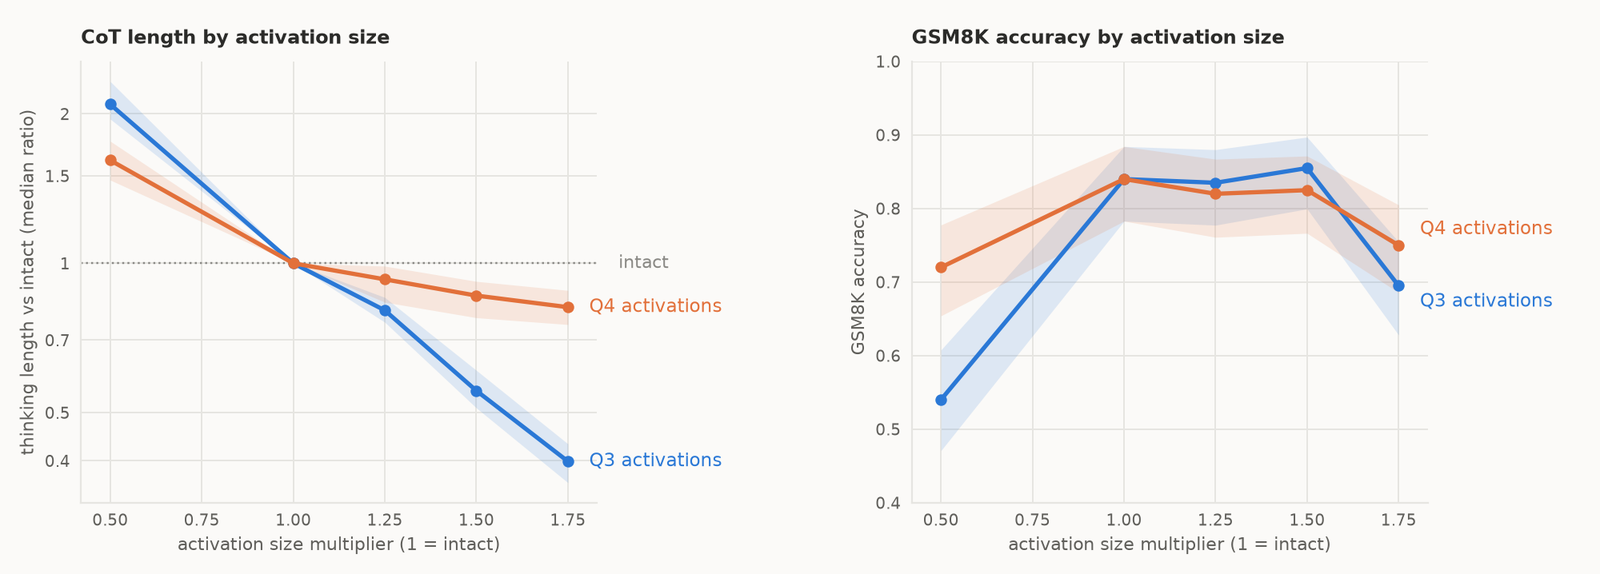 CoT length by activation size
thinking length vs intact (median ratio)
2
1.5
1
0.7
0.5
0.4
intact
Q4 activations
Q3 activations
0.50 0.75 1.00 1.25 1.50 1.75
activation size multiplier (1 = intact)
GSM8K accuracy by activation size
GSM8K accuracy
1.0
0.9
0.8
0.7
0.6
0.5
0.4
Q4 activations
Q3 activations
0.50 0.75 1.00 1.25 1.50 1.75
activation size multiplier (1 = intact)